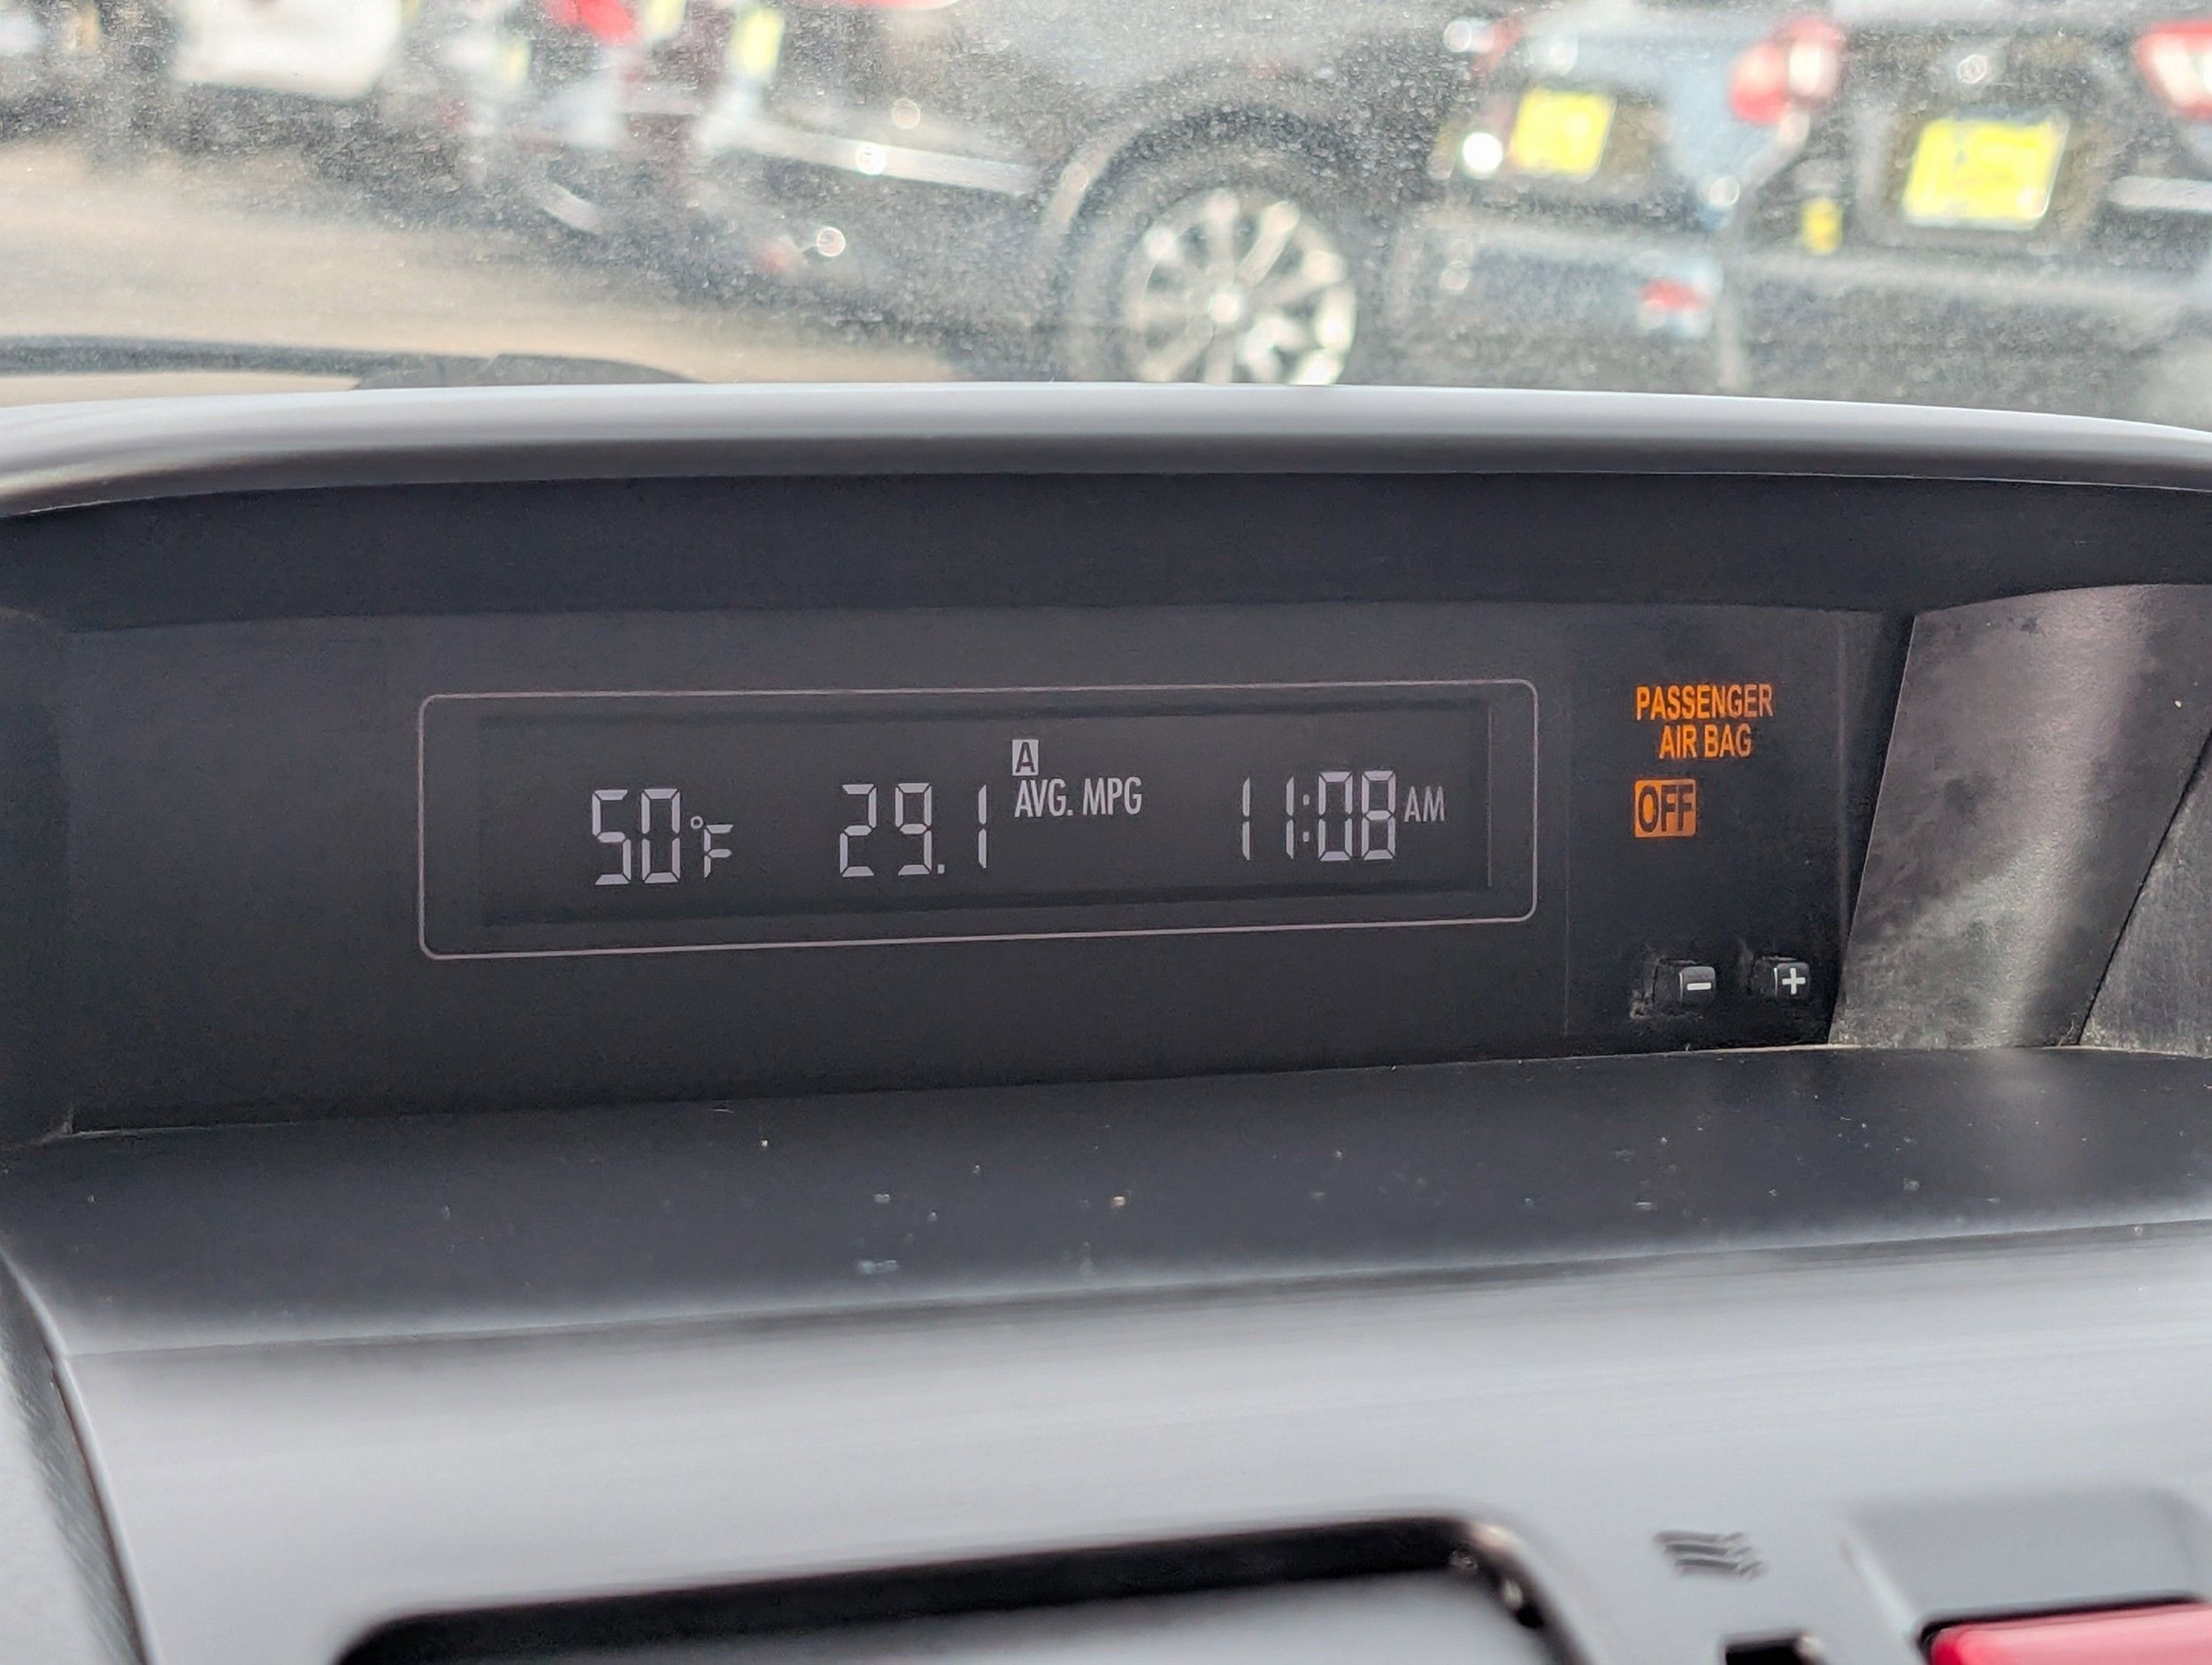 PASSENGER
AIR BAG
OFF
A
50°F 29.1 AVG. MPG 11:08 AM
- +